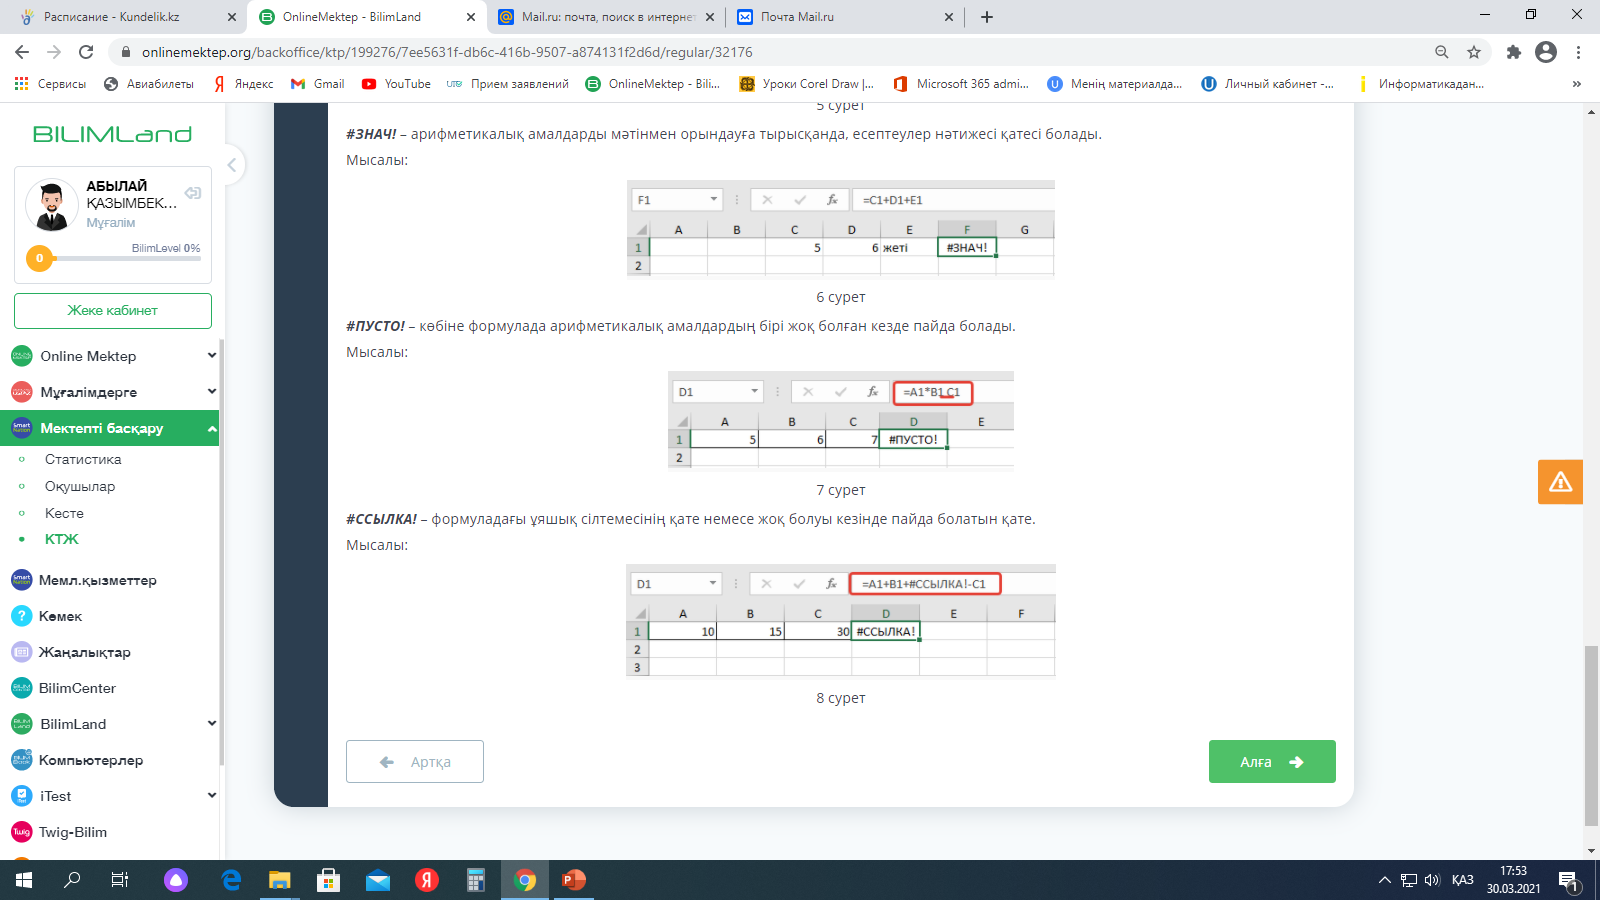 Расписание - Kundelik.kz
OnlineMektep - BilimLand
Mail.ru: почта, поиск в интернет
Почта Mail.ru
onlinemektep.org/backoffice/ktp/199276/7ee5631f-db6c-416b-9507-a874131f2d6d/regular/32176
Сервисы
Авиабилеты
Яндекс
Gmail
YouTube
Прием заявлений
OnlineMektep - Bili...
Уроки Corel Draw |...
Microsoft 365 admi...
Менің материалда...
Личный кабинет -...
Информатикадан...
»
BILIMLand
АБЫЛАЙ
ҚАЗЫМБЕК...
Мұғалім
BilimLevel 0%
0
Жеке кабинет
Online Mektep
Мұғалімдерге
Мектепті басқару
Статистика
Оқушылар
Кесте
КТЖ
Мемл.қызметтер
Көмек
Жаңалықтар
BilimCenter
BilimLand
Компьютерлер
iTest
Twig-Bilim
5 сурет
#ЗНАЧ! – арифметикалық амалдарды мәтінмен орындауға тырысқанда, есептеулер нәтижесі қатесі болады.
Мысалы:
F1 fx =C1+D1+E1
A B C D E F G
1 5 6 жеті #ЗНАЧ!
2
6 сурет
#ПУСТО! – көбіне формулада арифметикалық амалдардың бірі жоқ болған кезде пайда болады.
Мысалы:
D1 fx =A1*B1 C1
A B C D E
1 5 6 7 #ПУСТО!
2
7 сурет
#ССЫЛКА! – формуладағы ұяшық сілтемесінің қате немесе жоқ болуы кезінде пайда болатын қате.
Мысалы:
D1 fx =A1+B1+#ССЫЛКА!-C1
A B C D E F
1 10 15 30 #ССЫЛКА!
2
3
8 сурет
Артқа
Алға
ҚАЗ
17:53
30.03.2021
1